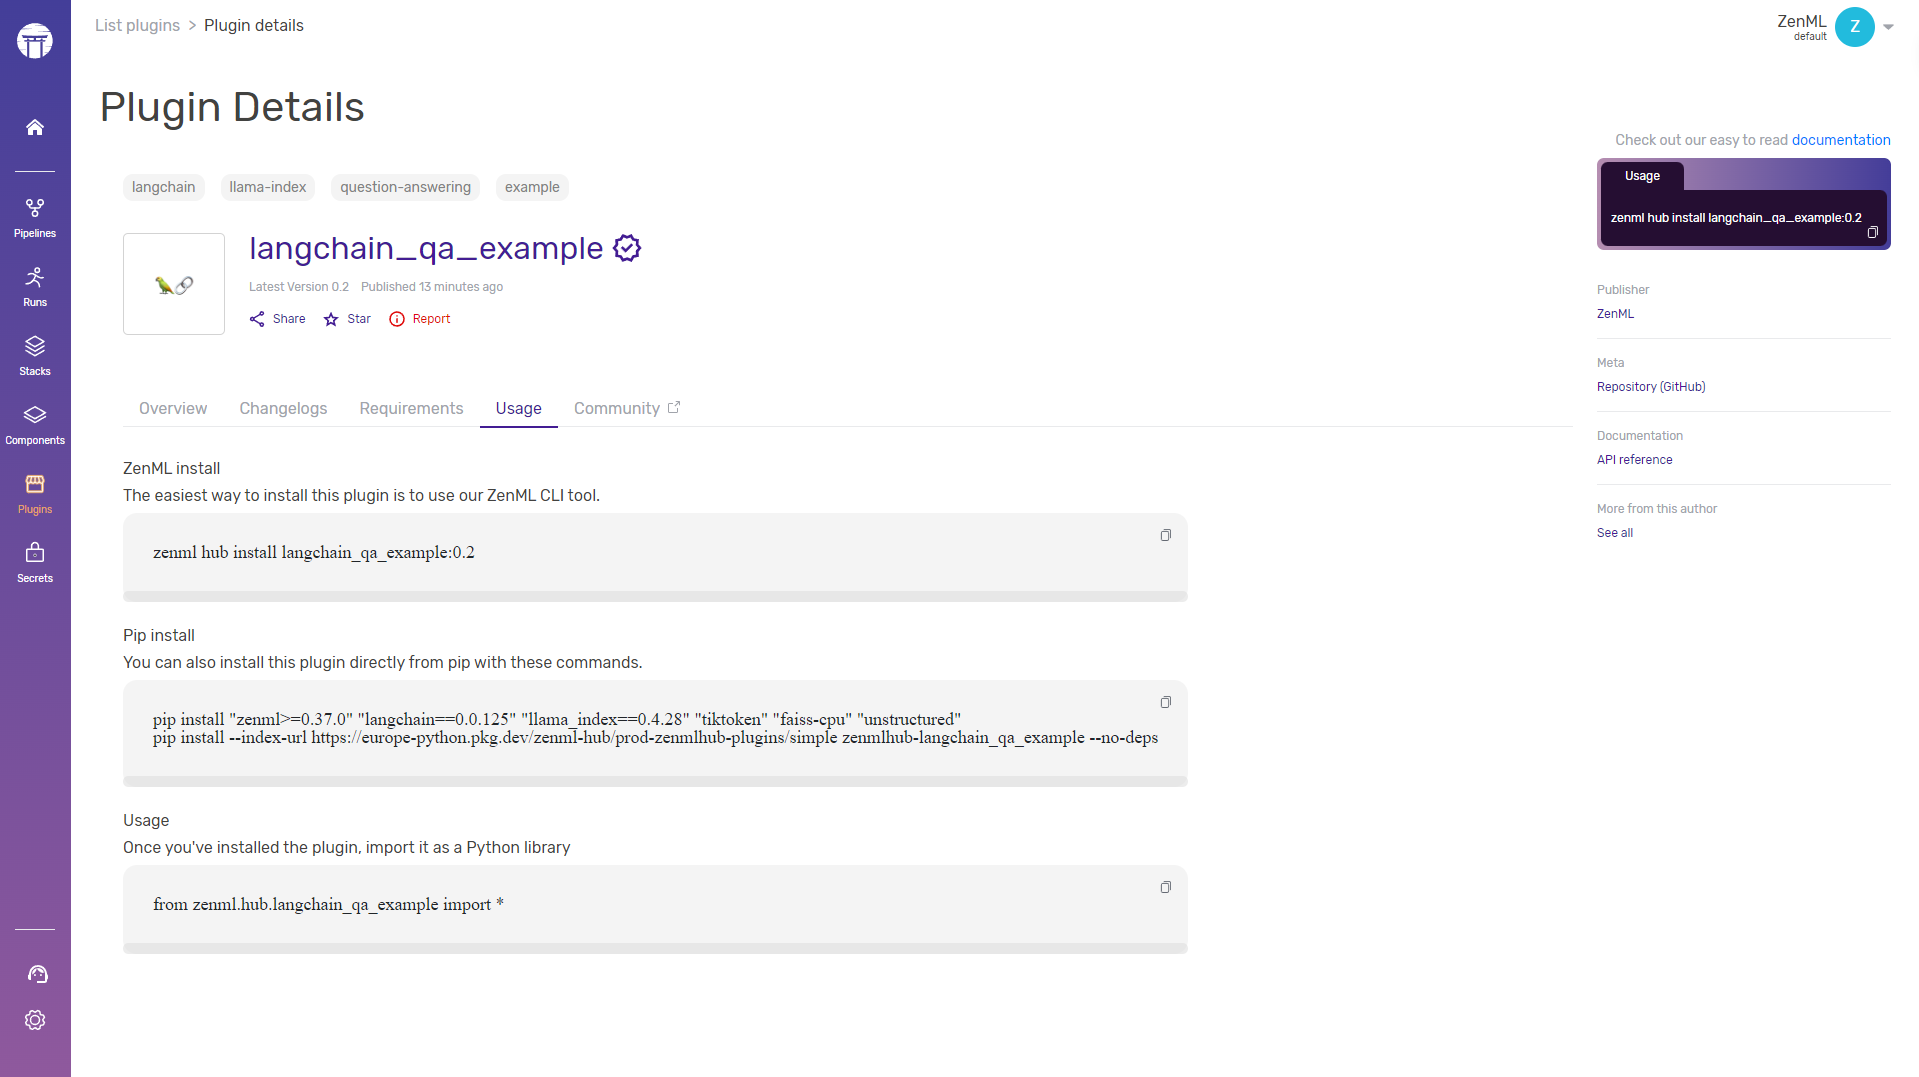 List plugins > Plugin details
ZenML
default
Z
Plugin Details
Check out our easy to read documentation
Usage
zenml hub install langchain_qa_example:0.2
langchain
llama-index
question-answering
example
langchain_qa_example
Latest Version 0.2
Published 13 minutes ago
Share
Star
Report
Overview
Changelogs
Requirements
Usage
Community
ZenML install
The easiest way to install this plugin is to use our ZenML CLI tool.
zenml hub install langchain_qa_example:0.2
Pip install
You can also install this plugin directly from pip with these commands.
pip install "zenml>=0.37.0" "langchain==0.0.125" "llama_index==0.4.28" "tiktoken" "faiss-cpu" "unstructured"
pip install --index-url https://europe-python.pkg.dev/zenml-hub/prod-zenmlhub-plugins/simple zenmlhub-langchain_qa_example --no-deps
Usage
Once you've installed the plugin, import it as a Python library
from zenml.hub.langchain_qa_example import *
Publisher
ZenML
Meta
Repository (GitHub)
Documentation
API reference
More from this author
See all
Pipelines
Runs
Stacks
Components
Plugins
Secrets